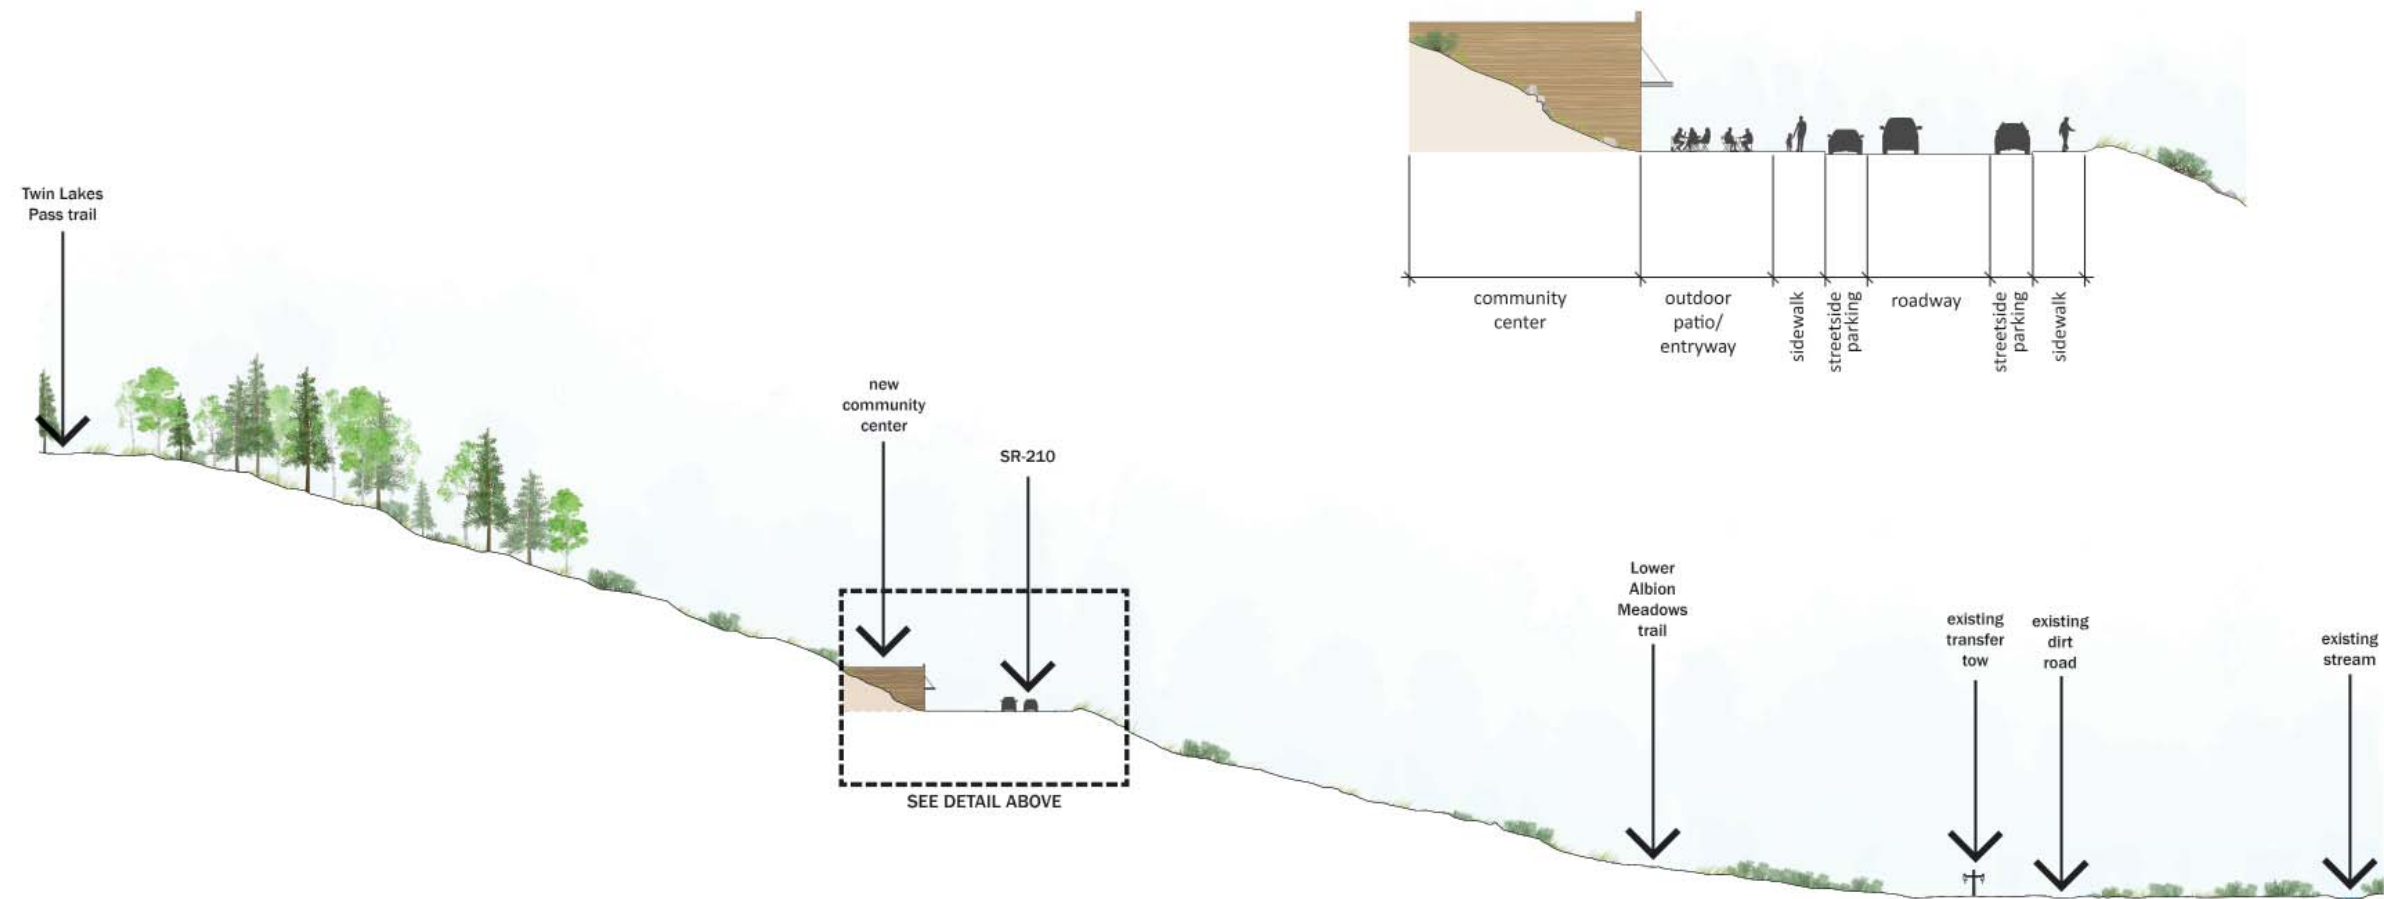 Twin Lakes
Pass trail
new
community
center
SR-210
SEE DETAIL ABOVE
community
center
outdoor
patio/
entryway
sidewalk
streetside
parking
roadway
streetside
parking
sidewalk
Lower
Albion
Meadows
trail
existing
transfer
tow
existing
dirt
road
existing
stream